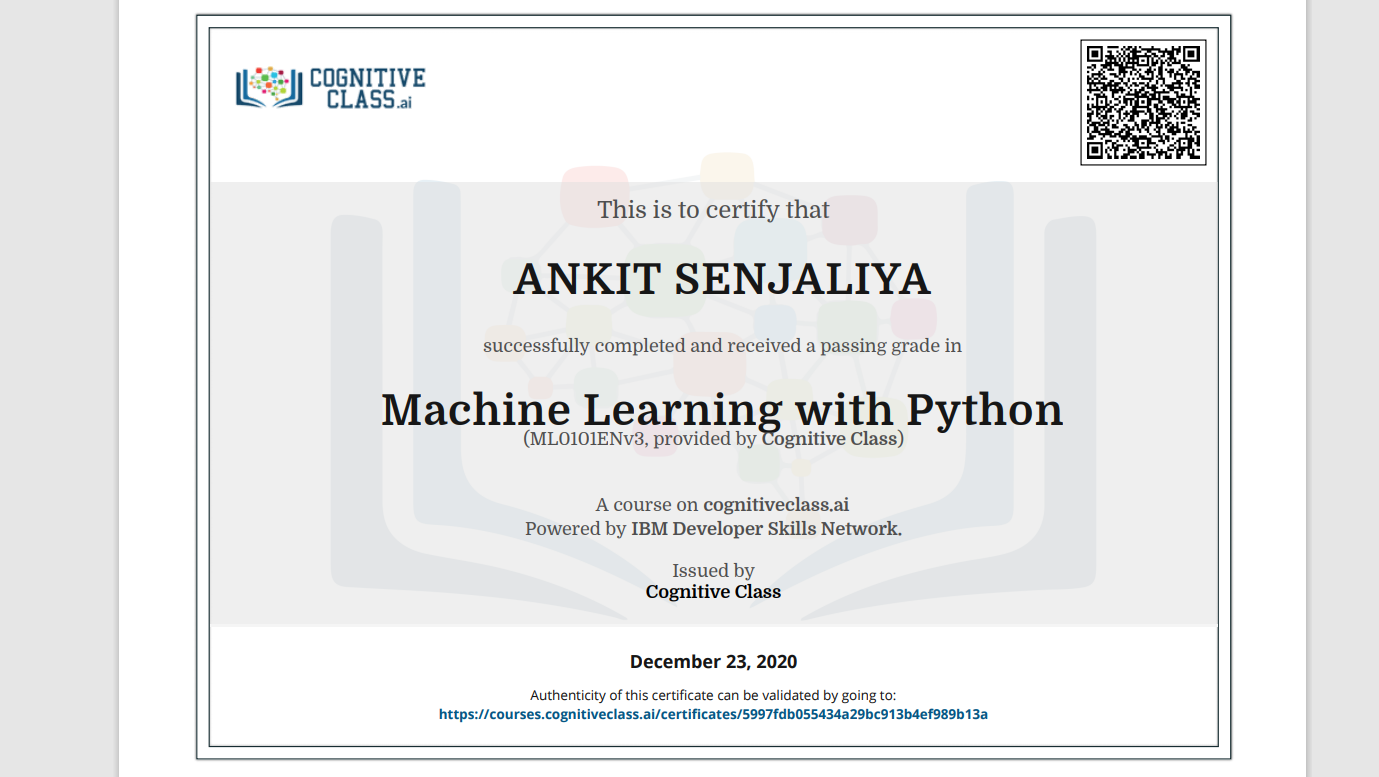 COGNITIVE
CLASS.ai
This is to certify that
ANKIT SENJALIYA
successfully completed and received a passing grade in
Machine Learning with Python
(ML0101ENv3, provided by Cognitive Class)
A course on cognitiveclass.ai
Powered by IBM Developer Skills Network.
Issued by
Cognitive Class
December 23, 2020
Authenticity of this certificate can be validated by going to:
https://courses.cognitiveclass.ai/certificates/5997fdb055434a29bc913b4ef989b13a